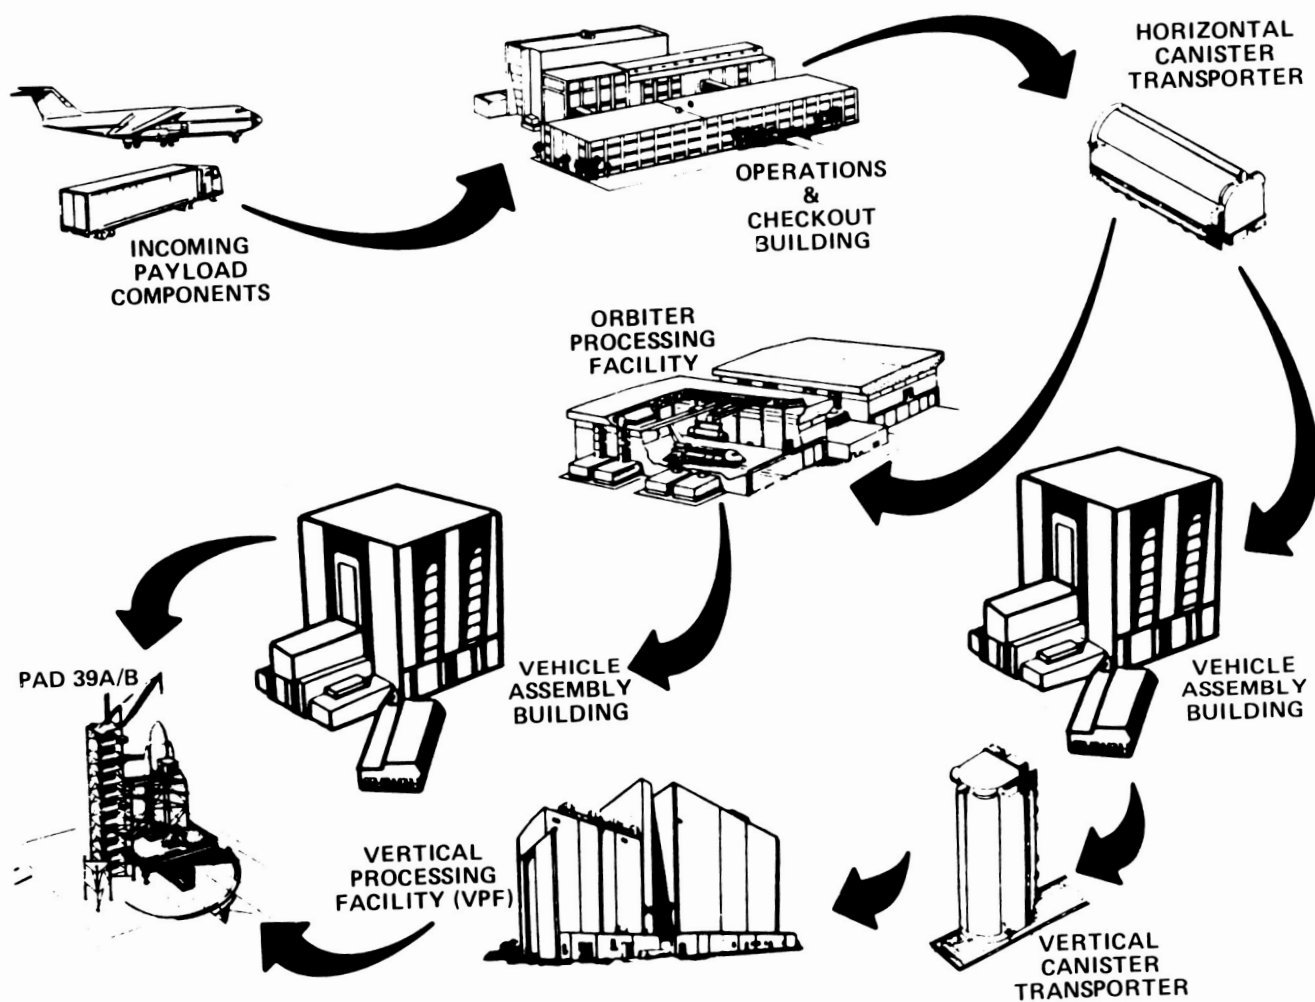 HORIZONTAL
CANISTER
TRANSPORTER
OPERATIONS
&
CHECKOUT
BUILDING
INCOMING
PAYLOAD
COMPONENTS
ORBITER
PROCESSING
FACILITY
VEHICLE
ASSEMBLY
BUILDING
VEHICLE
ASSEMBLY
BUILDING
PAD 39A/B
VERTICAL
PROCESSING
FACILITY (VPF)
VERTICAL
CANISTER
TRANSPORTER